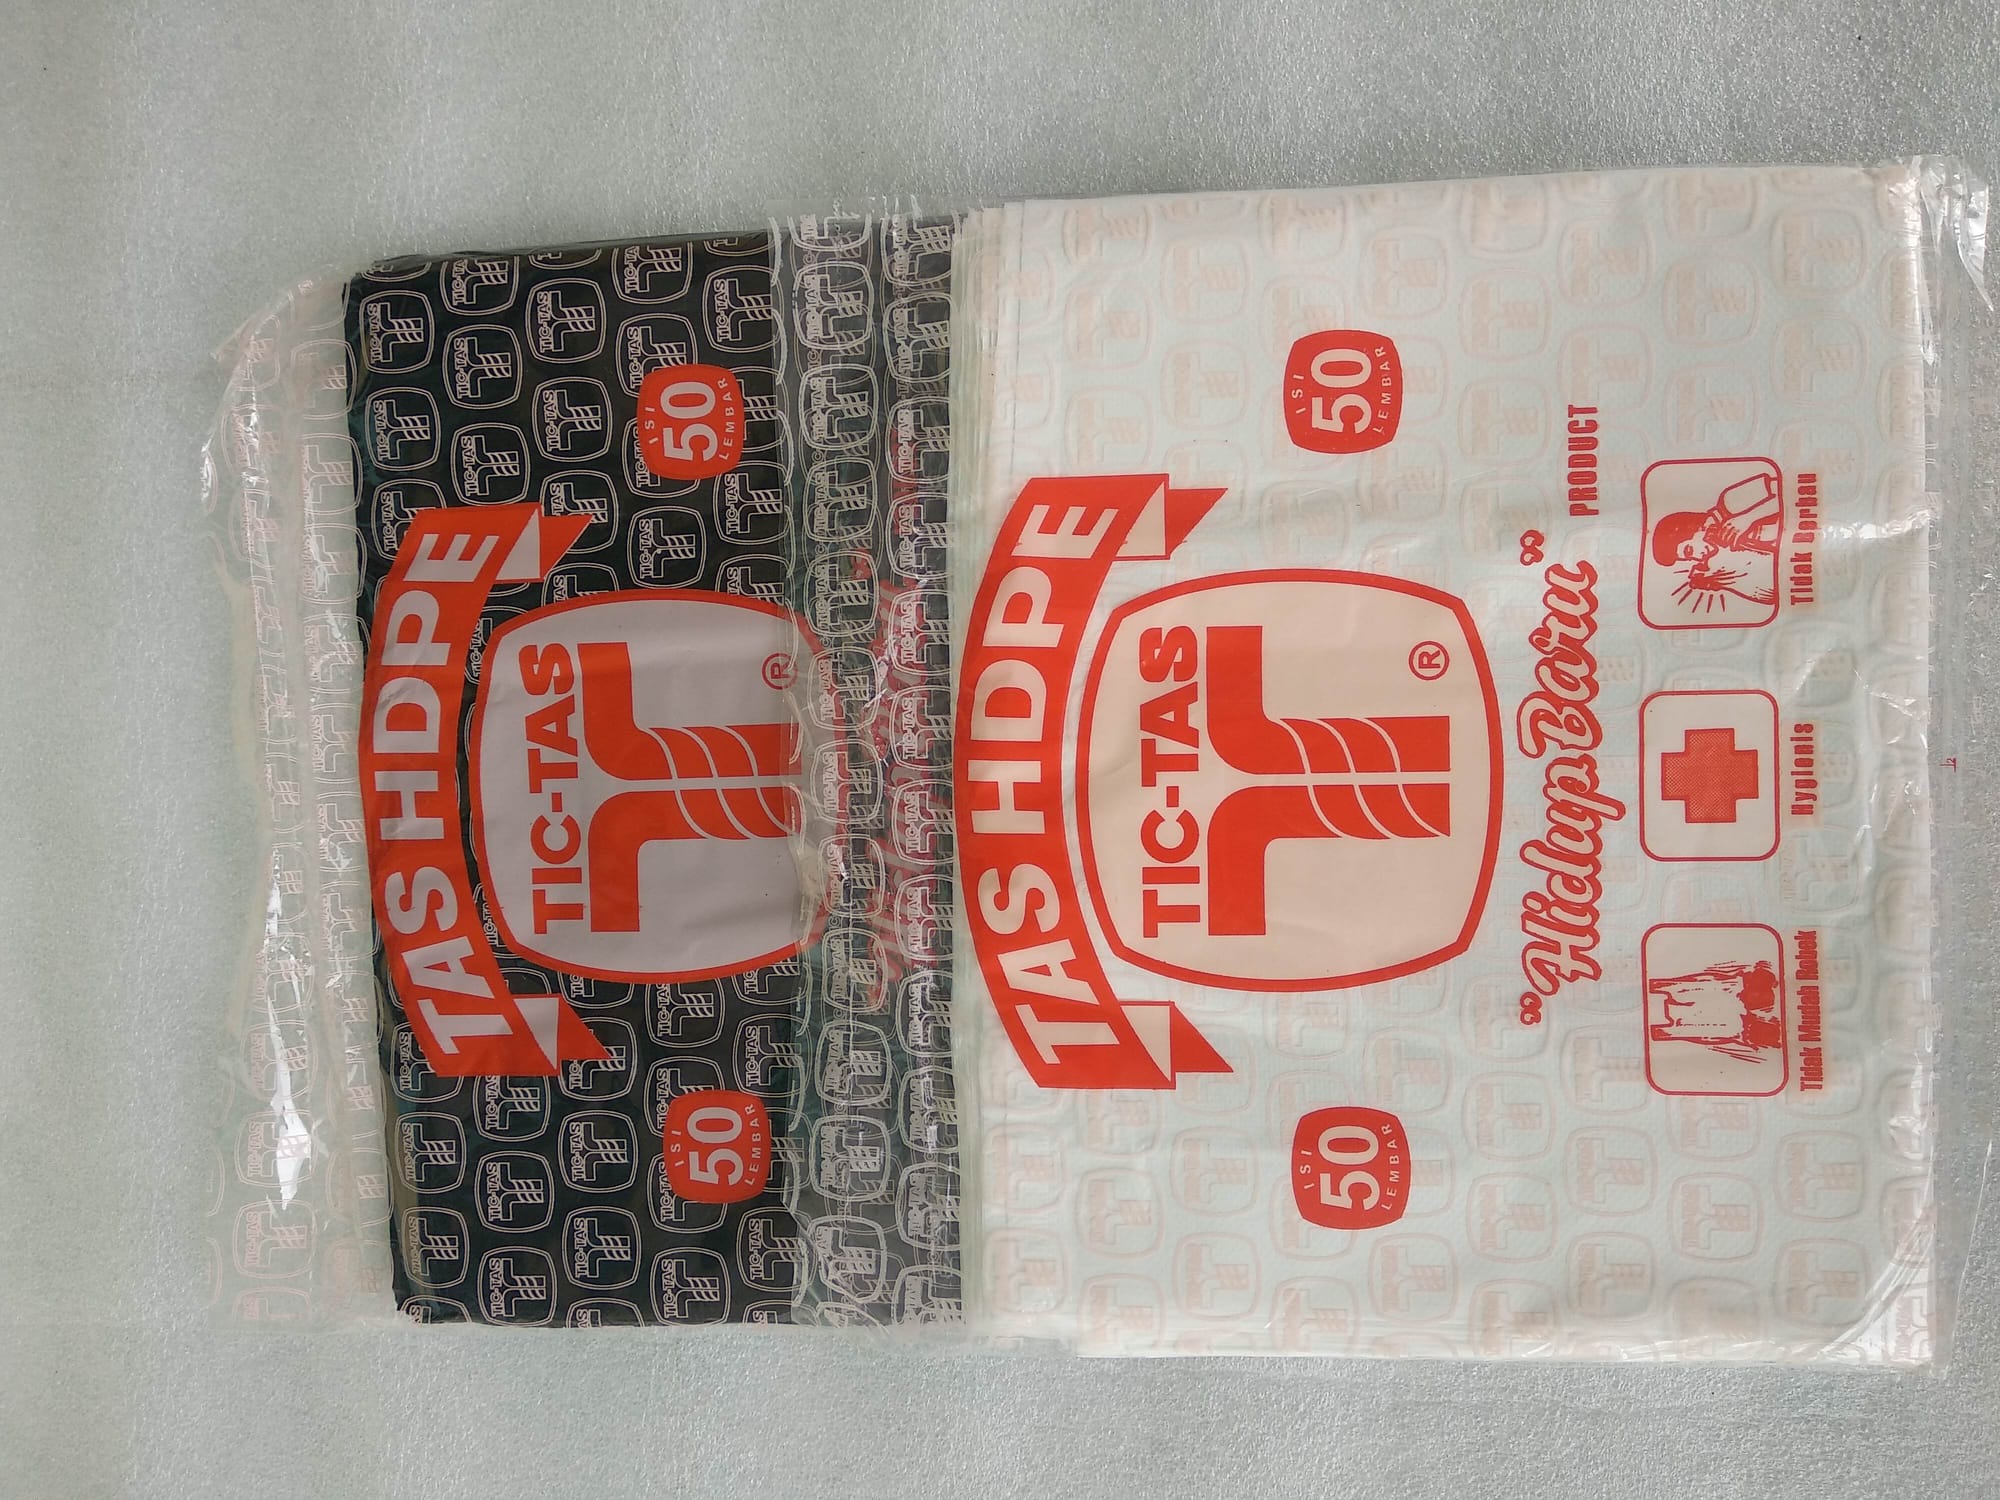 TAS HDPE
TIC-TAS
®
ISI
50
LEMBAR
ISI
50
LEMBAR
TAS HDPE
TIC-TAS
®
ISI
50
LEMBAR
ISI
50
LEMBAR
"Hidup Baru"
PRODUCT
Tidak Mudah Robek
Hygienis
Tidak Berbau